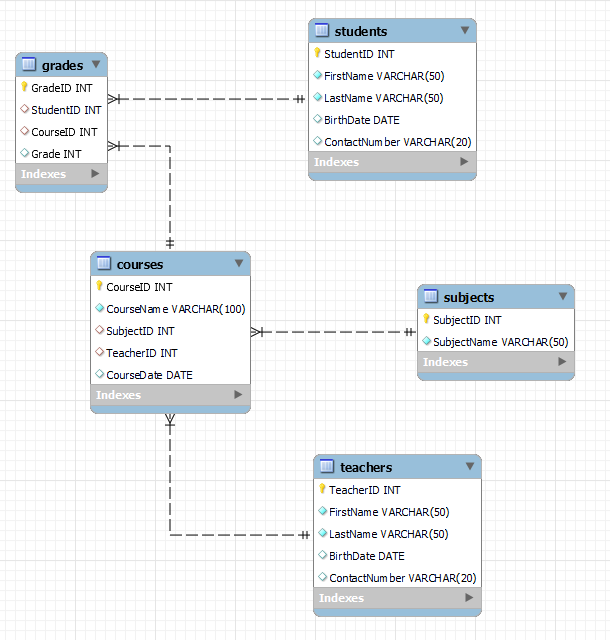 students
StudentID INT
FirstName VARCHAR(50)
LastName VARCHAR(50)
BirthDate DATE
ContactNumber VARCHAR(20)
Indexes
grades
GradeID INT
StudentID INT
CourseID INT
Grade INT
Indexes
courses
CourseID INT
CourseName VARCHAR(100)
SubjectID INT
TeacherID INT
CourseDate DATE
Indexes
subjects
SubjectID INT
SubjectName VARCHAR(50)
Indexes
teachers
TeacherID INT
FirstName VARCHAR(50)
LastName VARCHAR(50)
BirthDate DATE
ContactNumber VARCHAR(20)
Indexes